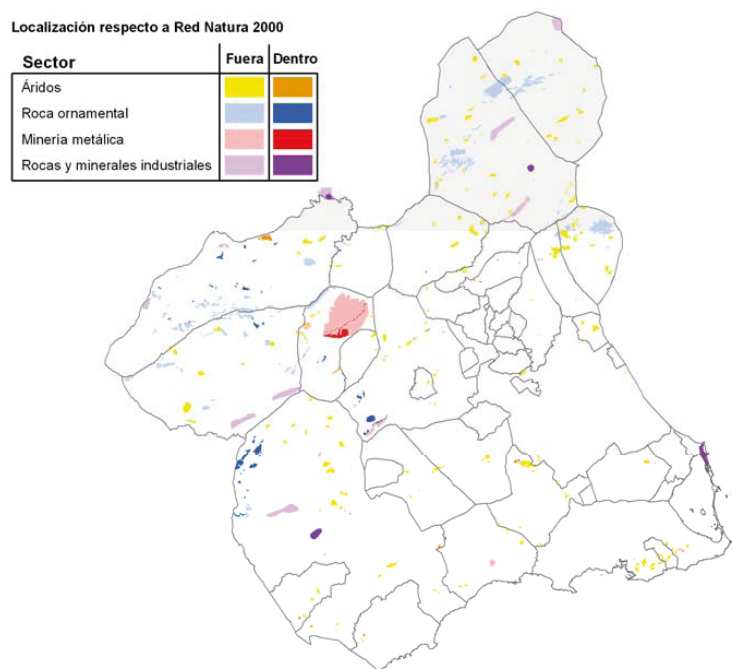 Localización respecto a Red Natura 2000
Sector Fuera Dentro
Áridos
Roca ornamental
Minería metálica
Rocas y minerales industriales